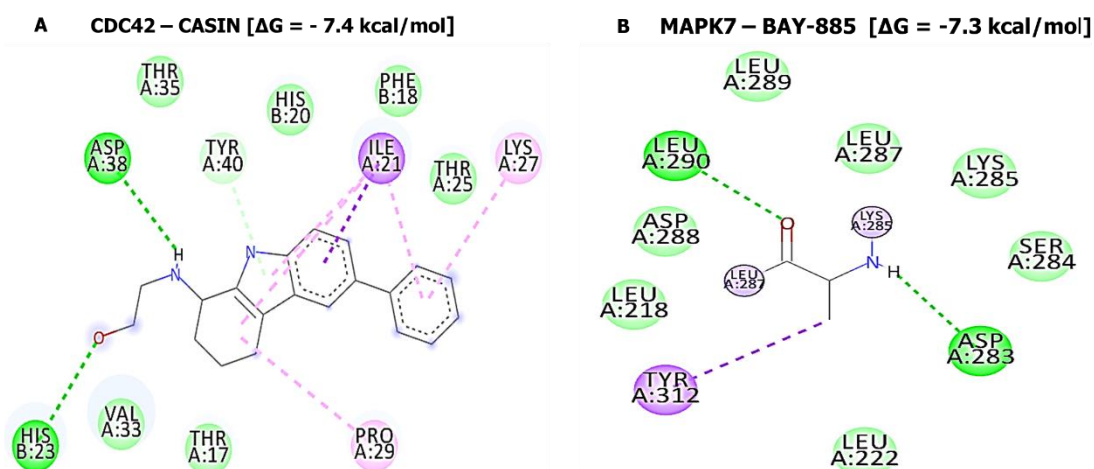 A CDC42 – CASIN [ΔG = - 7.4 kcal/mol]
THR
A:35
HIS
B:20
PHE
B:18
ASP
A:38
TYR
A:40
ILE
A:21
LYS
A:27
THR
A:25
H
N
N
O
HIS
B:23
VAL
A:33
THR
A:17
PRO
A:29
B MAPK7 – BAY-885 [ΔG = -7.3 kcal/mol]
LEU
A:289
LEU
A:290
LEU
A:287
LYS
A:285
ASP
A:288
O
LYS
A:285
SER
A:284
LEU
A:287
N
H
LEU
A:218
ASP
A:283
TYR
A:312
LEU
A:222